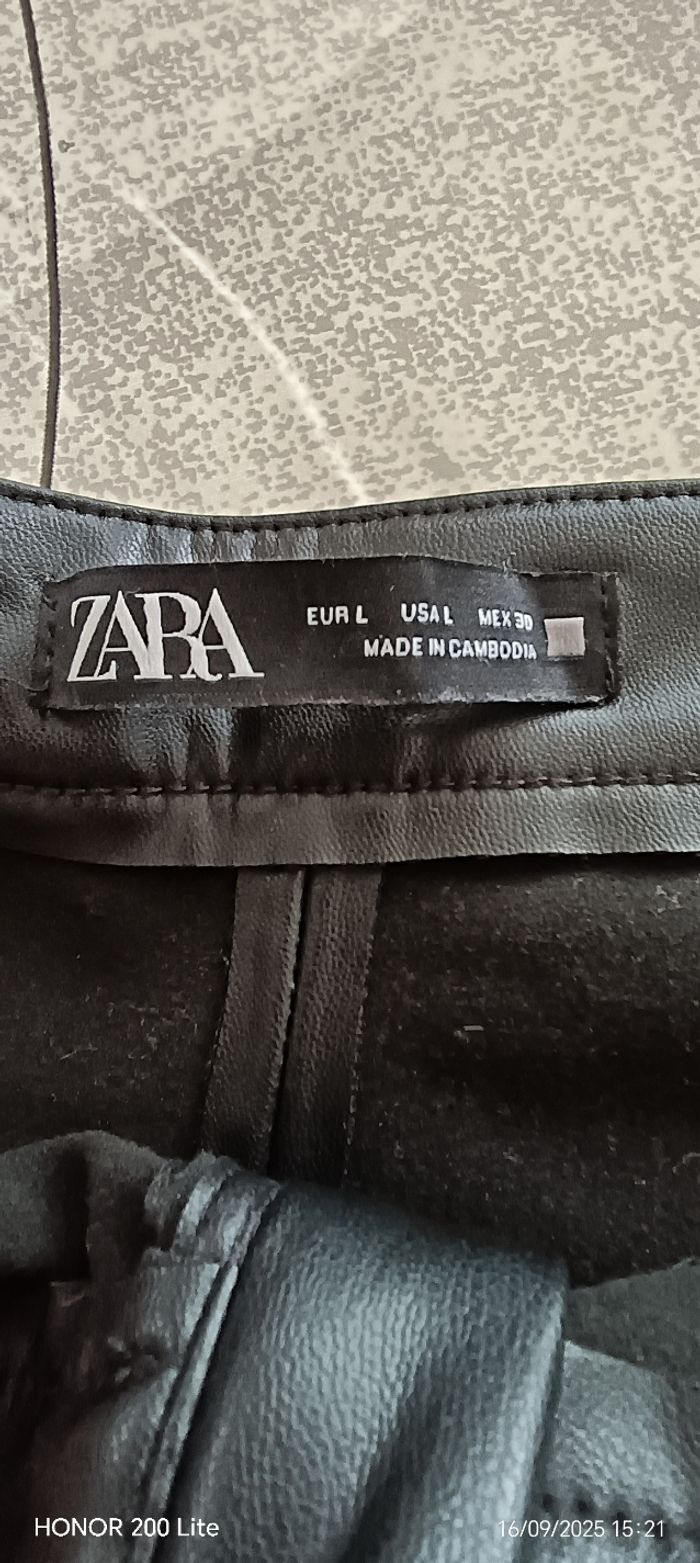 ZARA
EUR L USA L MEX 30
MADE IN CAMBODIA
HONOR 200 Lite
16/09/2025 15:21